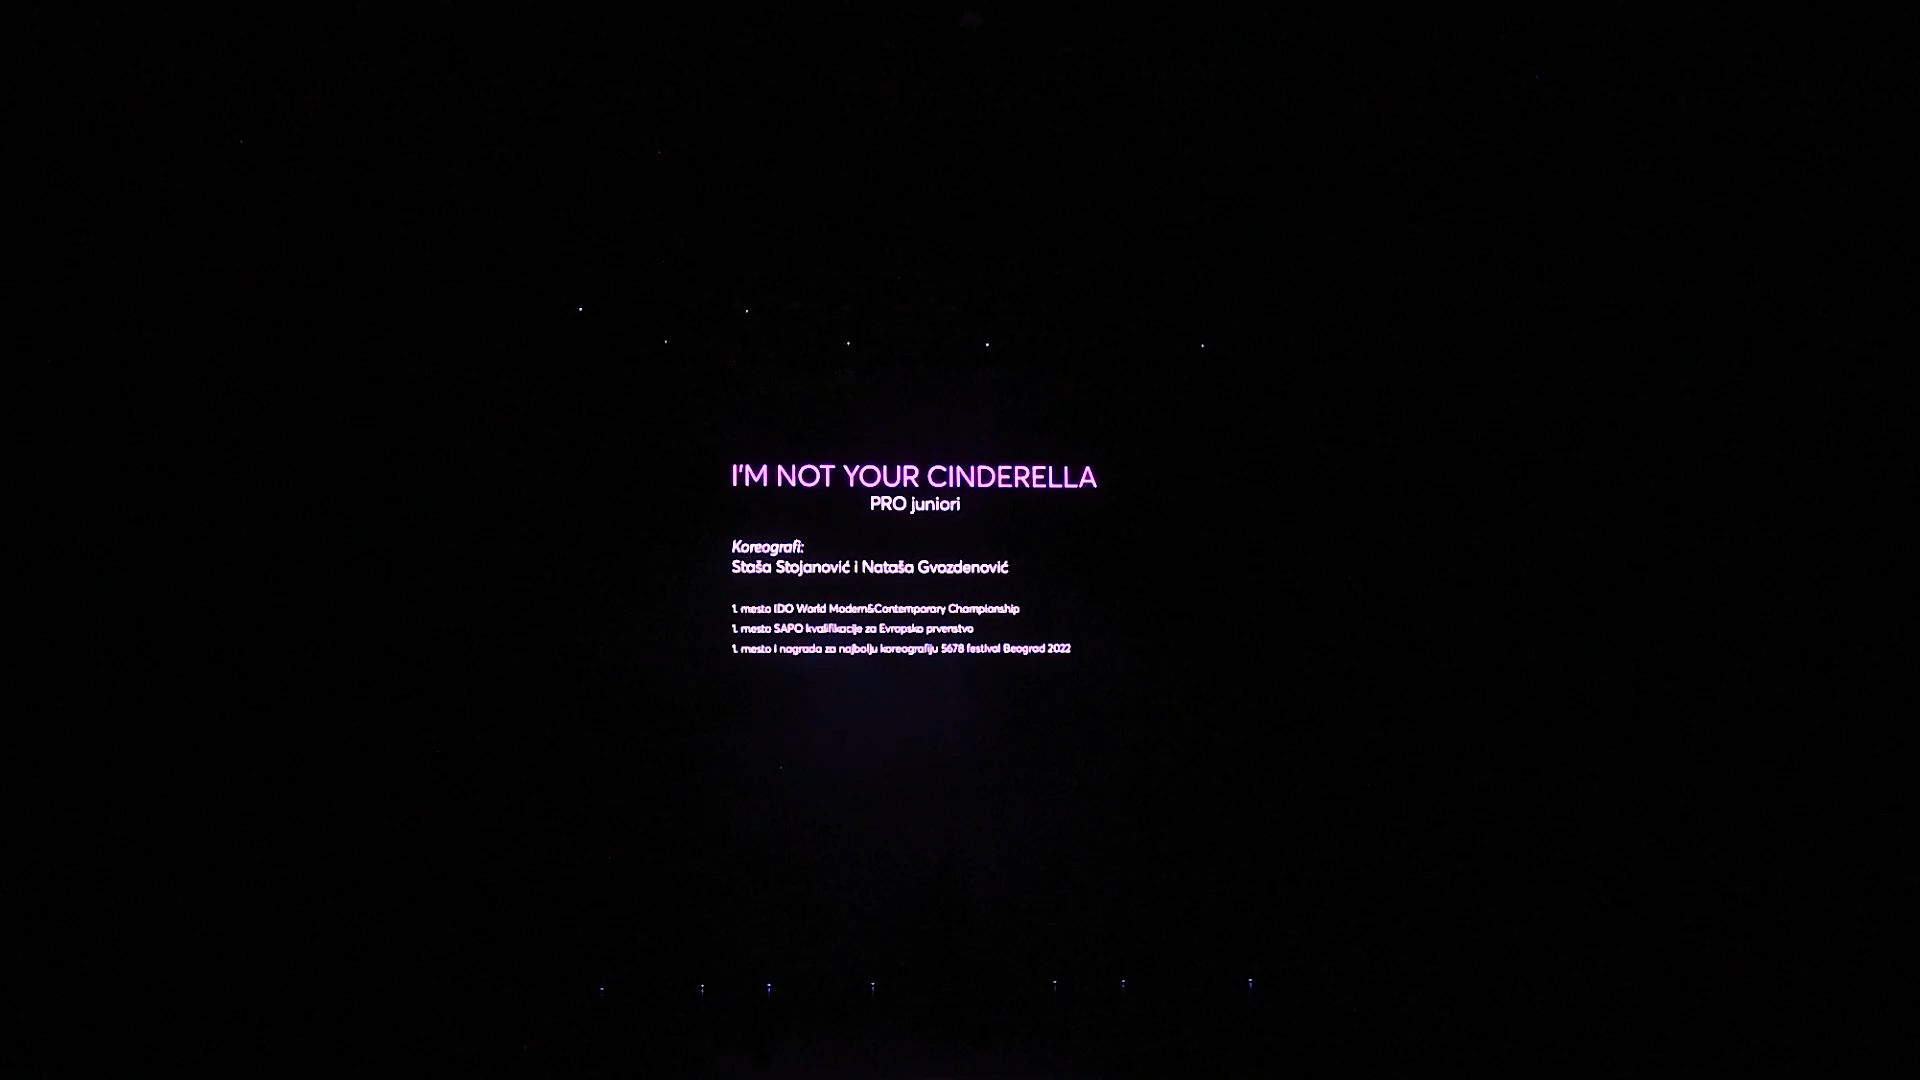 I'M NOT YOUR CINDERELLA
PRO juniori
Koreografi:
Staša Stojanović i Nataša Gvozdenović
1. mesto IDO World Modern&Contemporary Championship
1. mesto SAPO kvalifikacije za Evropsko prvenstvo
1. mesto i nagrada za najbolju koreografiju 5678 festival Beograd 2022